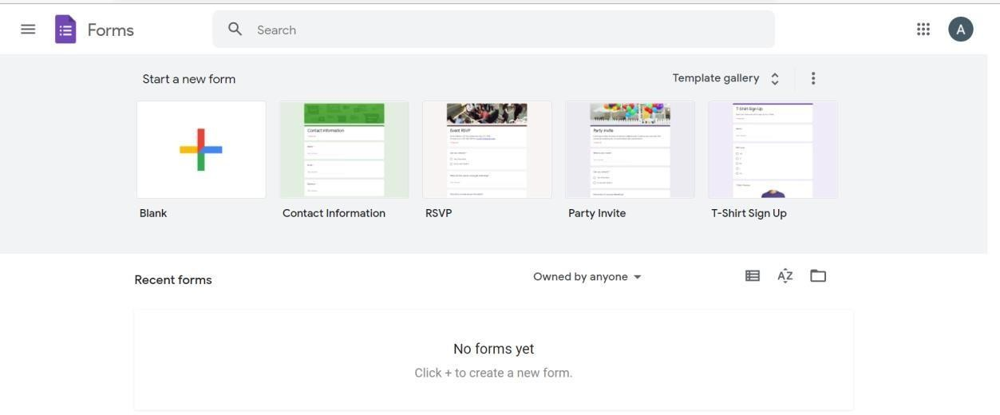 Forms
Search
A
Start a new form
Template gallery
Contact information
Event RSVP
Party Invite
T-Shirt Sign Up
Blank
Contact Information
RSVP
Party Invite
T-Shirt Sign Up
Recent forms
Owned by anyone
AZ
No forms yet
Click + to create a new form.